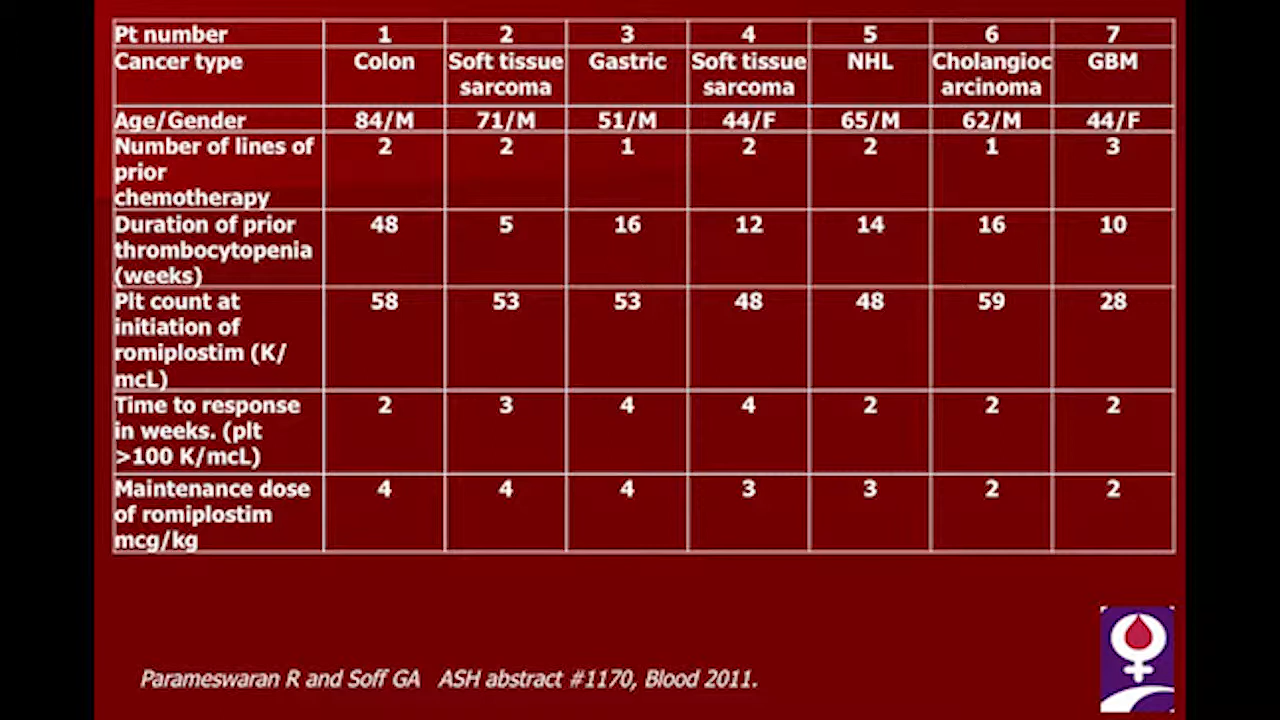 Pt number 1 2 3 4 5 6 7
Cancer type Colon Soft tissue Gastric Soft tissue NHL Cholangioc GBM
sarcoma sarcoma arcinoma
Age/Gender 84/M 71/M 51/M 44/F 65/M 62/M 44/F
Number of lines of 2 2 1 2 2 1 3
prior
chemotherapy
Duration of prior 48 5 16 12 14 16 10
thrombocytopenia
(weeks)
Plt count at 58 53 53 48 48 59 28
initiation of
romiplostim (K/
mcL)
Time to response 2 3 4 4 2 2 2
in weeks. (plt
>100 K/mcL)
Maintenance dose 4 4 4 3 3 2 2
of romiplostim
mcg/kg
Parameswaran R and Soff GA ASH abstract #1170, Blood 2011.